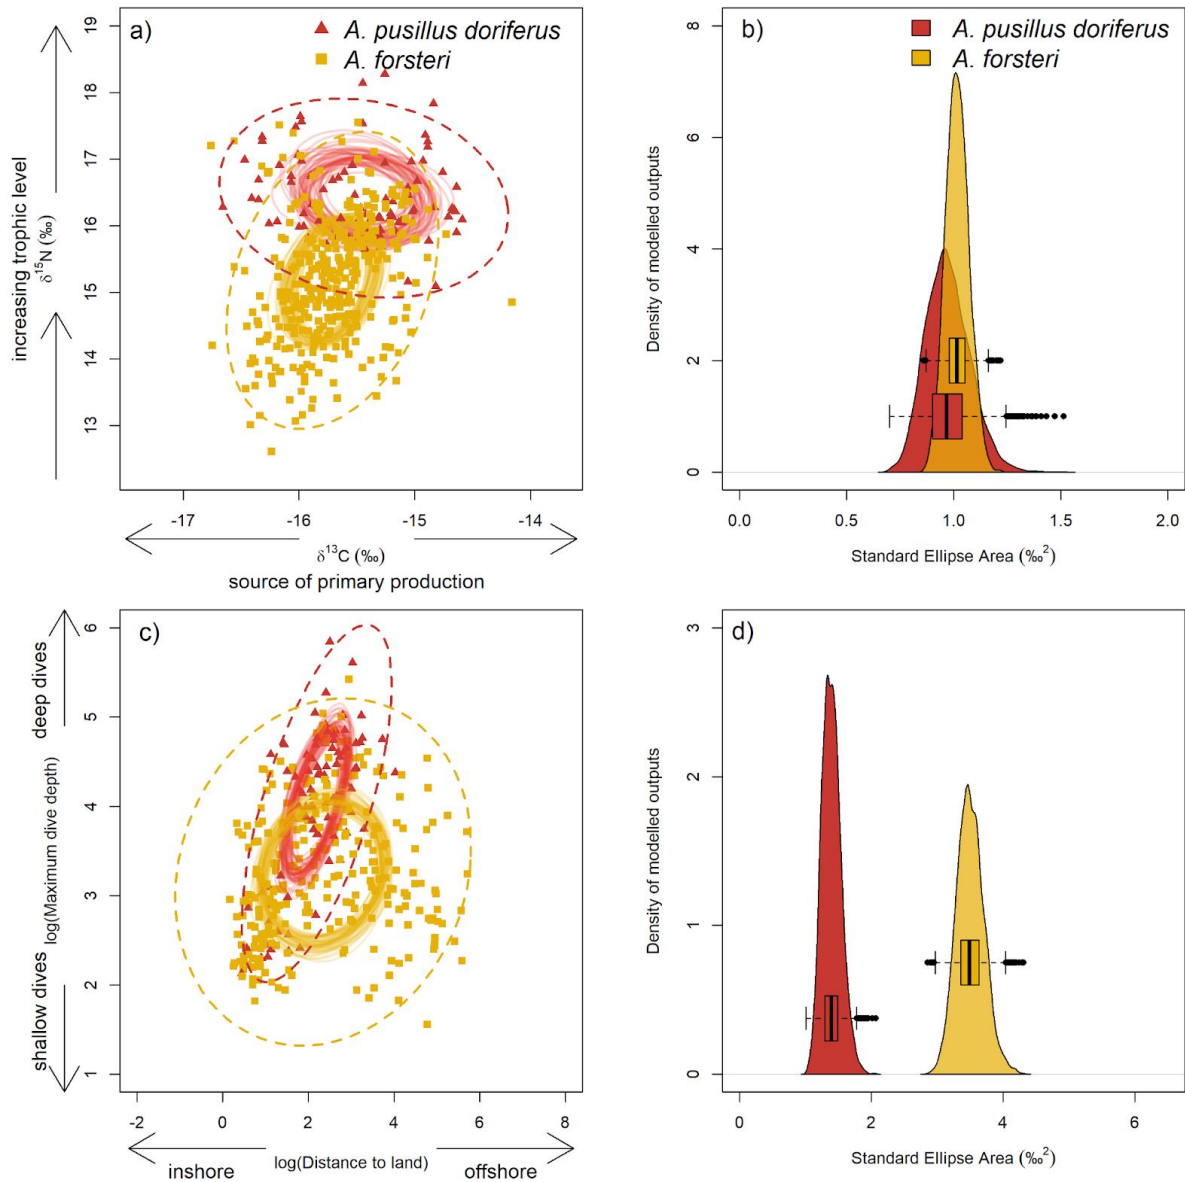 a)
A. pusillus doriferus
A. forsteri
19
18
17
16
15
14
13
increasing trophic level
δ15N (‰)
-17
-16
-15
-14
δ13C (‰)
source of primary production
b)
A. pusillus doriferus
A. forsteri
8
6
4
2
0
Density of modelled outputs
0.0
0.5
1.0
1.5
2.0
Standard Ellipse Area (‰2)
c)
6
5
4
3
2
1
deep dives
log(Maximum dive depth)
shallow dives
-2
0
2
4
6
8
inshore
log(Distance to land)
offshore
d)
3
2
1
0
Density of modelled outputs
0
2
4
6
Standard Ellipse Area (‰2)